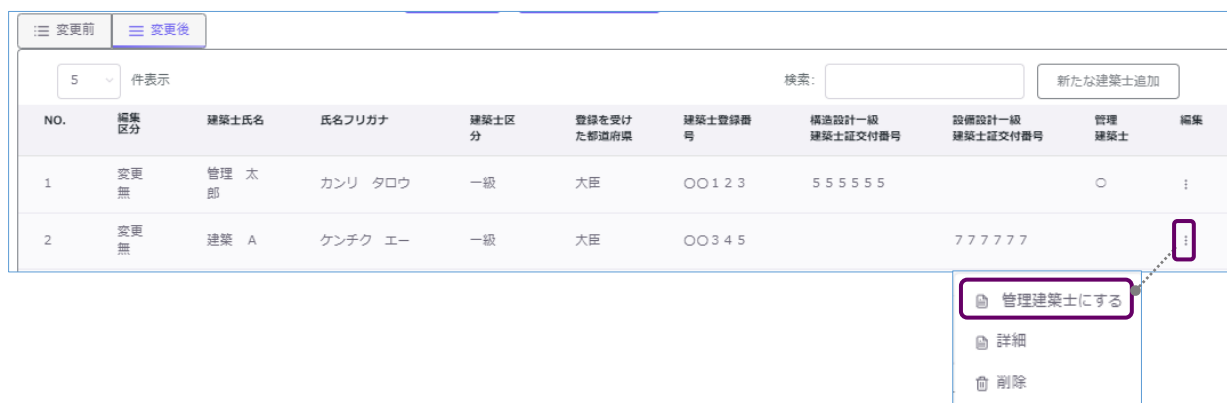 変更前 変更後
5 件表示 検索: 新たな建築士追加
NO. 編集区分 建築士氏名 氏名フリガナ 建築士区分 登録を受けた都道府県 建築士登録番号 構造設計一級建築士証交付番号 設備設計一級建築士証交付番号 管理建築士 編集
1 変更無 管理　太郎 カンリ　タロウ 一級 大臣 〇〇１２３ ５５５５５５ 〇
2 変更無 建築　A ケンチク　エー 一級 大臣 〇〇３４５ ７７７７７７
管理建築士にする
詳細
削除